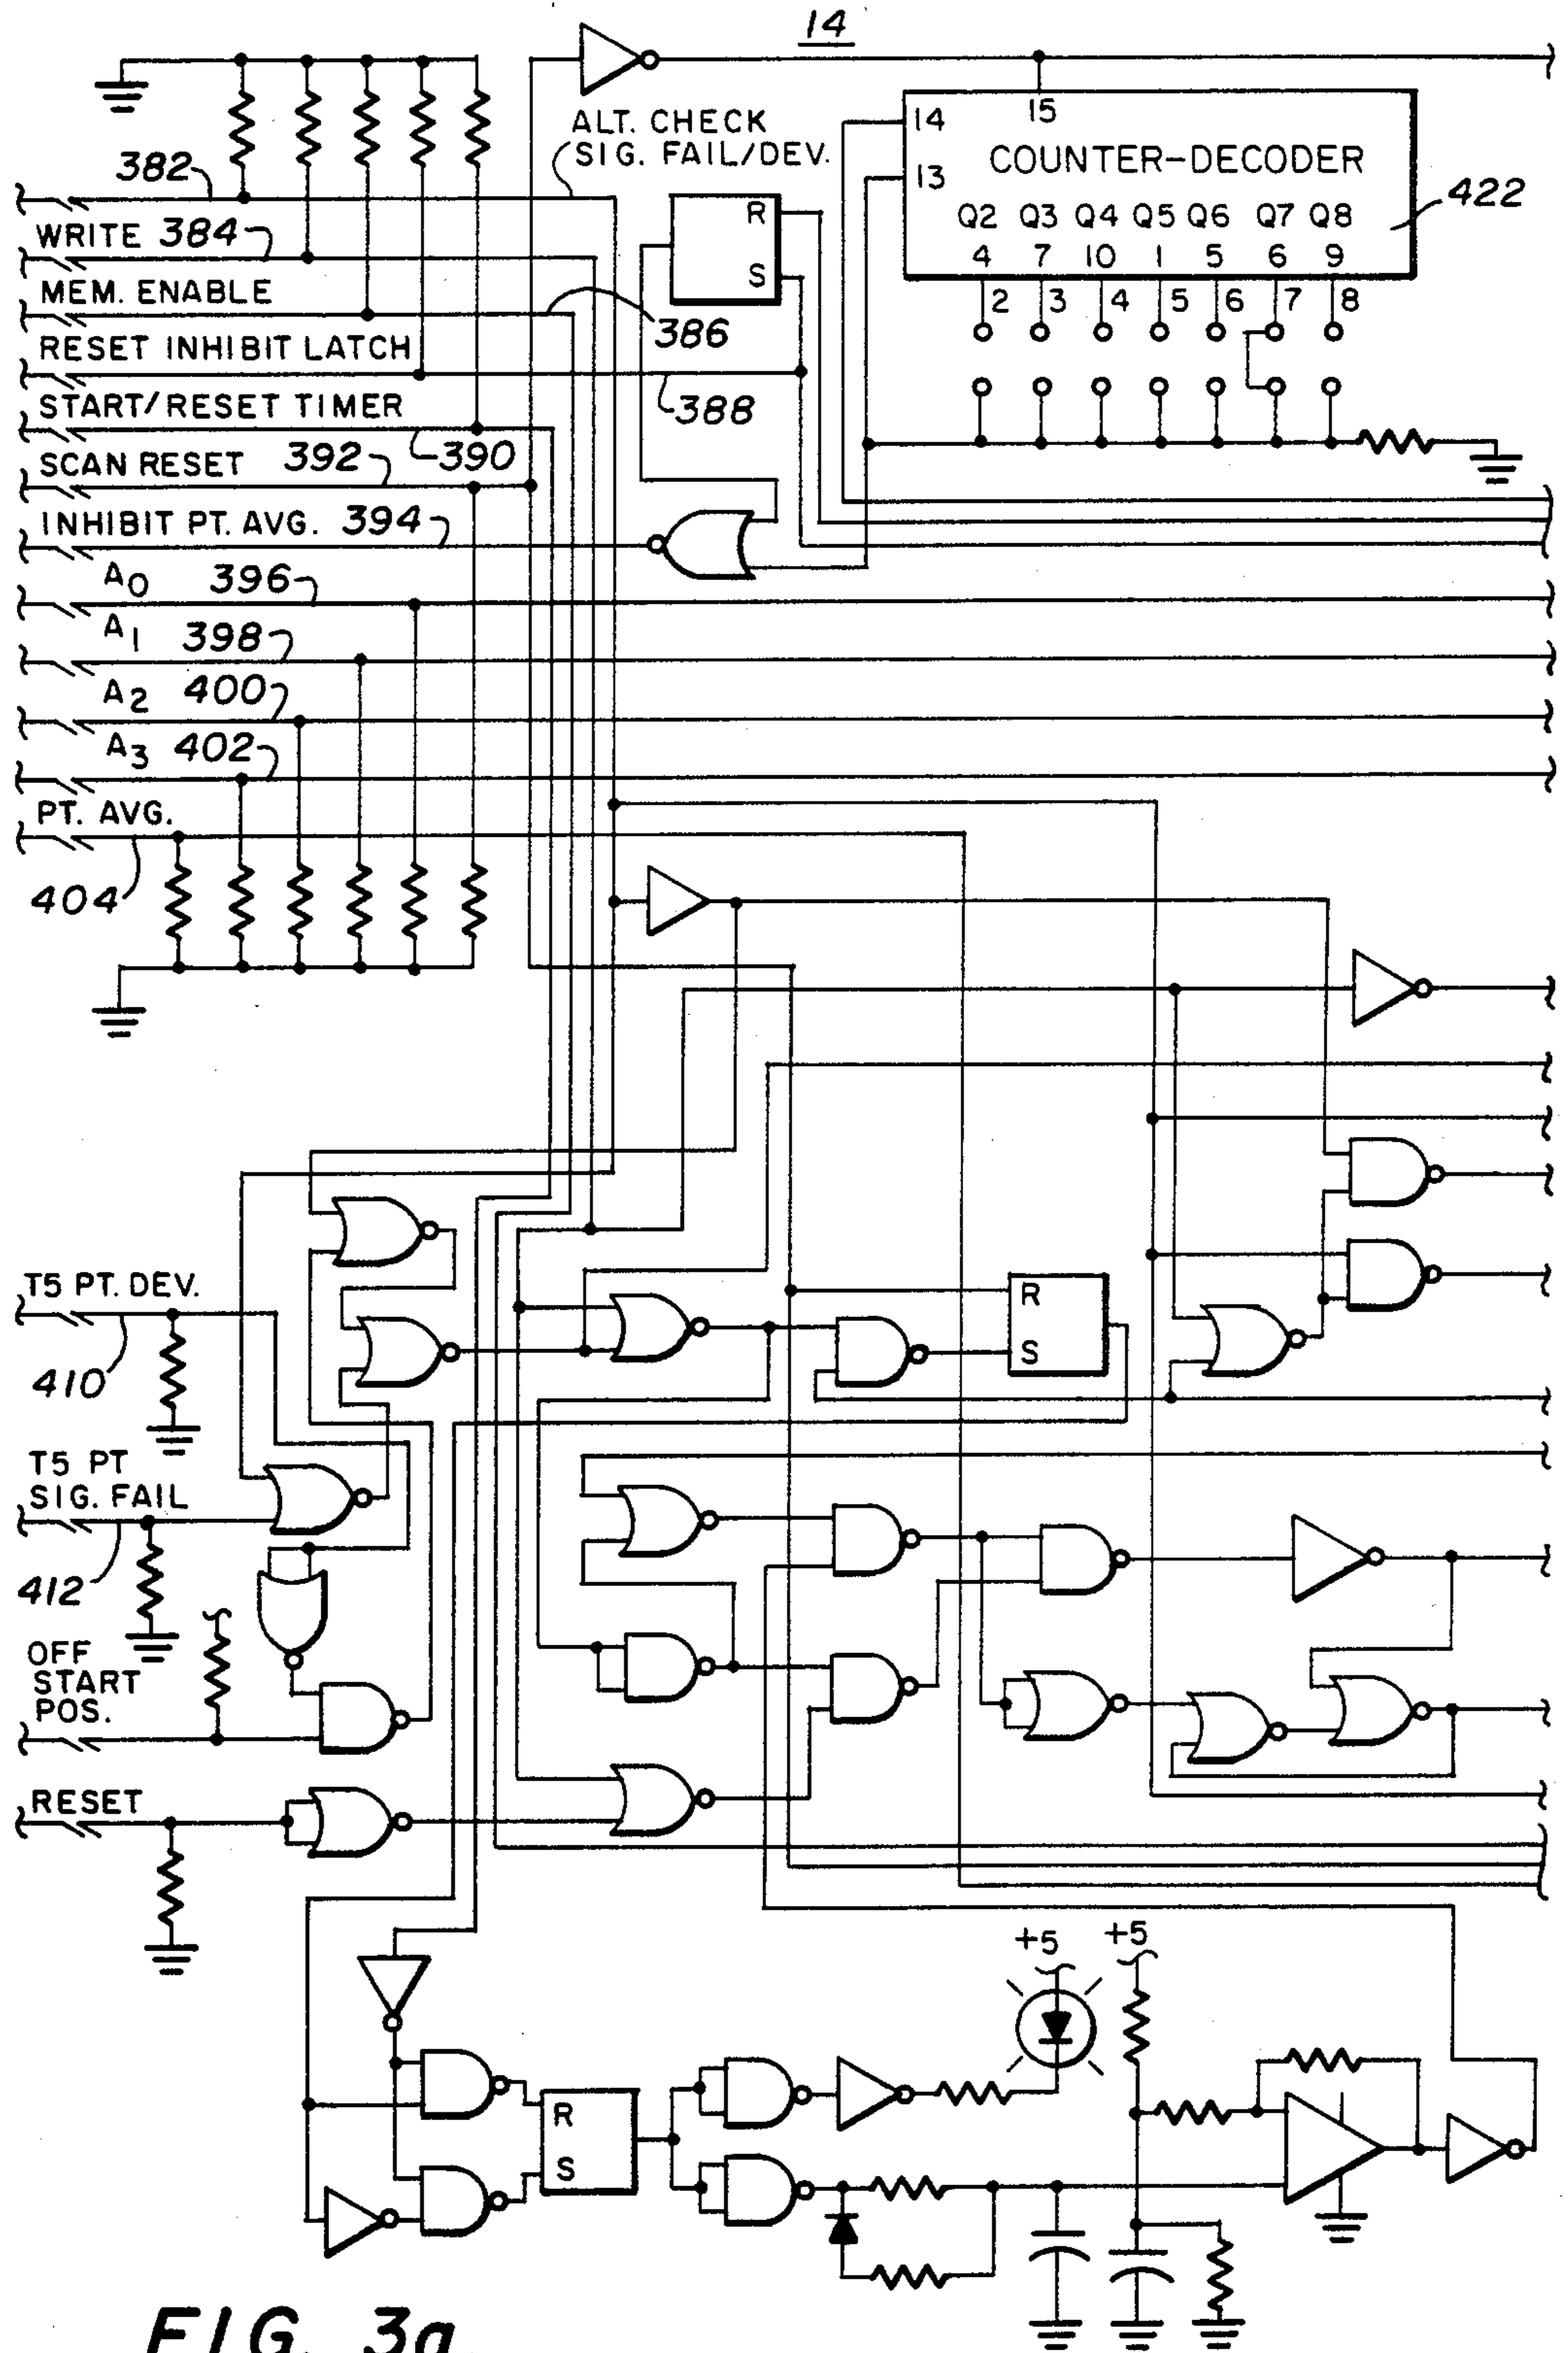 14
ALT. CHECK
SIG. FAIL/DEV.
14 15
13 COUNTER-DECODER
422
Q2 Q3 Q4 Q5 Q6 Q7 Q8
4 7 10 1 5 6 9
2 3 4 5 6 7 8
R
S
382
WRITE 384
MEM. ENABLE
386
RESET INHIBIT LATCH
388
START/RESET TIMER
390
SCAN RESET 392
INHIBIT PT. AVG. 394
A0 396
A1 398
A2 400
A3 402
PT. AVG.
404
T5 PT. DEV.
410
R
S
T5 PT
SIG. FAIL
412
OFF
START
POS.
RESET
+5 +5
R
S
FIG. 3a